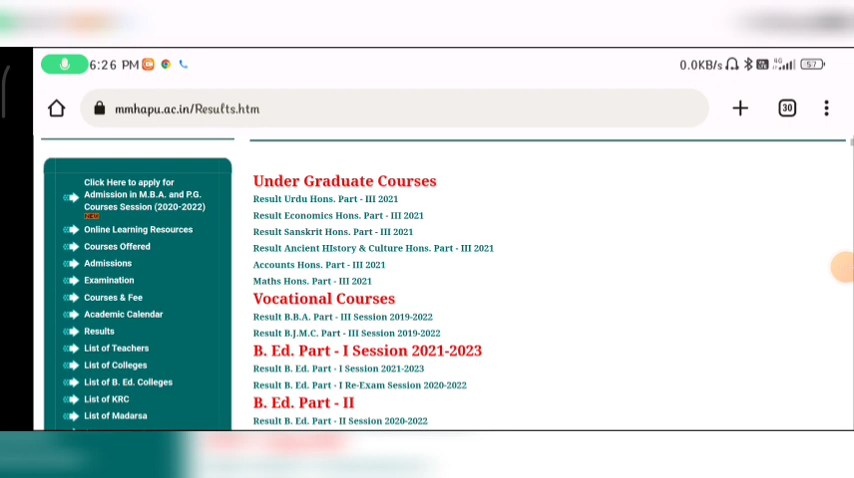 6:26 PM
0.0KB/s
4G
57
mmhapu.ac.in/Results.htm
30
Click Here to apply for
Admission in M.B.A. and P.G.
Courses Session (2020-2022)
NEW
Online Learning Resources
Courses Offered
Admissions
Examination
Courses & Fee
Academic Calendar
Results
List of Teachers
List of Colleges
List of B. Ed. Colleges
List of KRC
List of Madarsa
Under Graduate Courses
Result Urdu Hons. Part - III 2021
Result Economics Hons. Part - III 2021
Result Sanskrit Hons. Part - III 2021
Result Ancient HIstory & Culture Hons. Part - III 2021
Accounts Hons. Part - III 2021
Maths Hons. Part - III 2021
Vocational Courses
Result B.B.A. Part - III Session 2019-2022
Result B.J.M.C. Part - III Session 2019-2022
B. Ed. Part - I Session 2021-2023
Result B. Ed. Part - I Session 2021-2023
Result B. Ed. Part - I Re-Exam Session 2020-2022
B. Ed. Part - II
Result B. Ed. Part - II Session 2020-2022